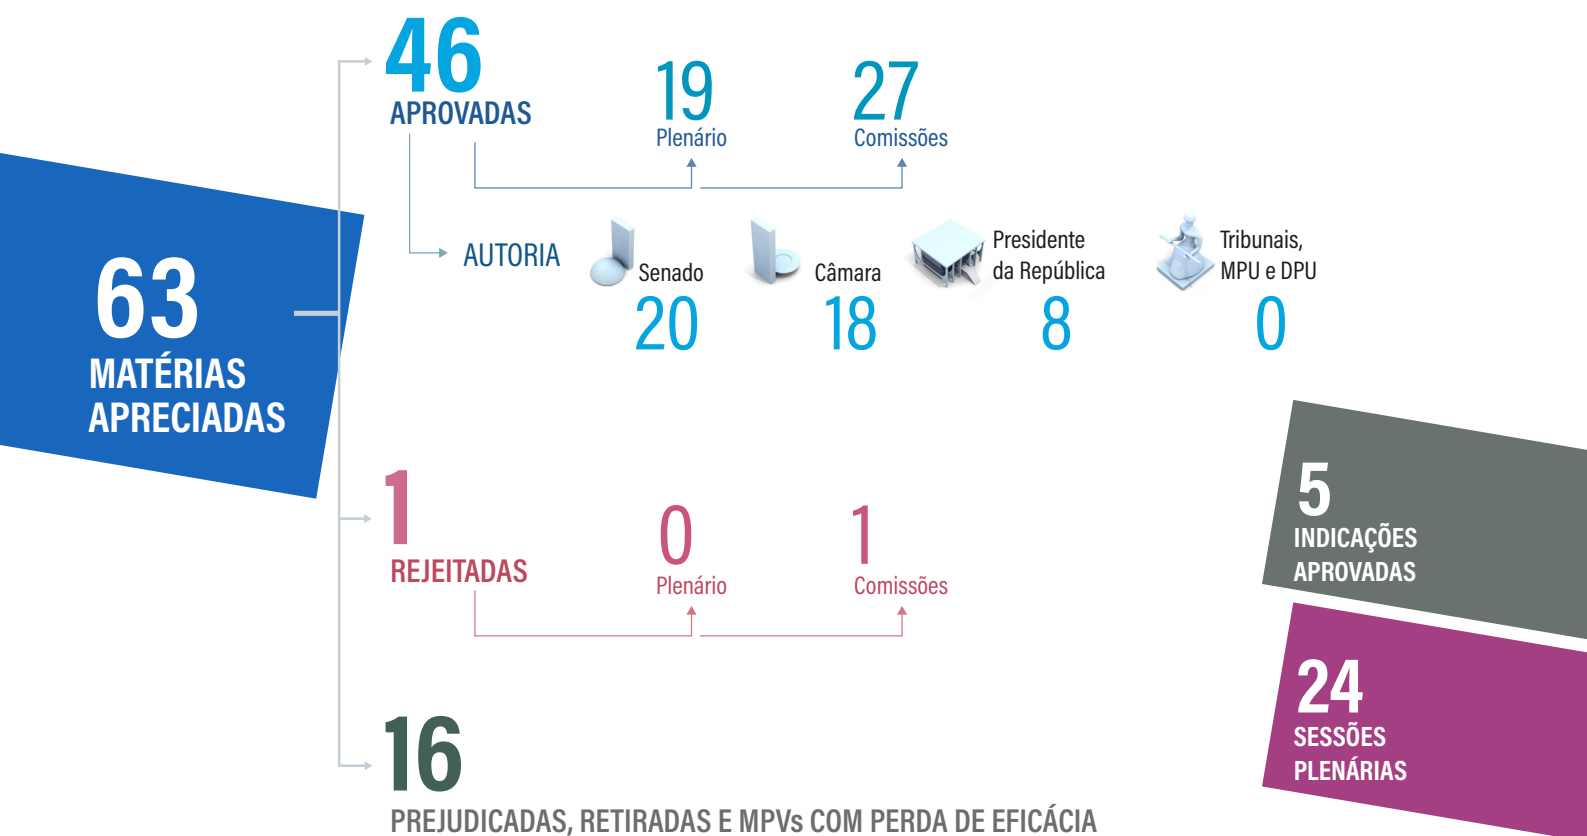 63
MATÉRIAS
APRECIADAS
46
APROVADAS
19
Plenário
27
Comissões
AUTORIA
Senado
20
Câmara
18
Presidente
da República
8
Tribunais,
MPU e DPU
0
1
REJEITADAS
0
Plenário
1
Comissões
16
PREJUDICADAS, RETIRADAS E MPVs COM PERDA DE EFICÁCIA
5
INDICAÇÕES
APROVADAS
24
SESSÕES
PLENÁRIAS